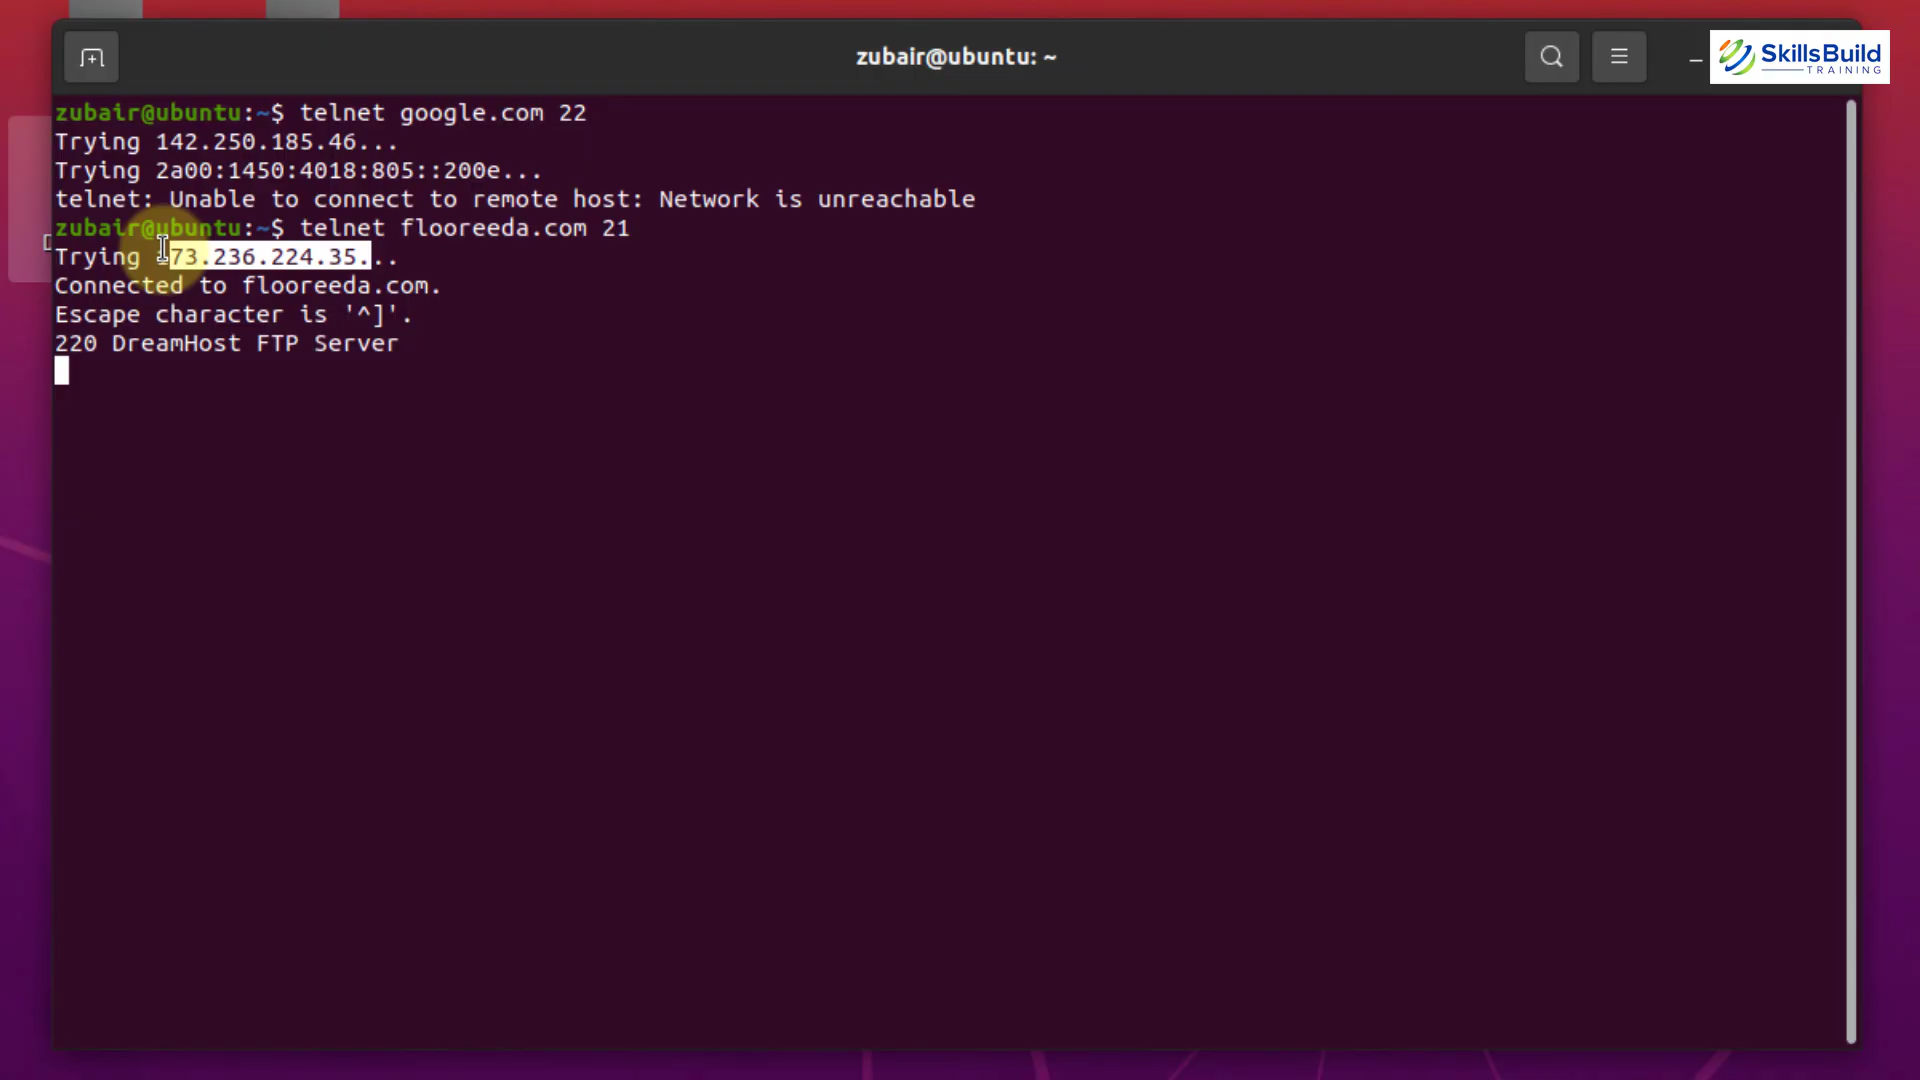 zubair@ubuntu: ~
SkillsBuild
TRAINING
zubair@ubuntu:~$ telnet google.com 22
Trying 142.250.185.46...
Trying 2a00:1450:4018:805::200e...
telnet: Unable to connect to remote host: Network is unreachable
zubair@ubuntu:~$ telnet flooreeda.com 21
Trying 173.236.224.35...
Connected to flooreeda.com.
Escape character is '^]'.
220 DreamHost FTP Server